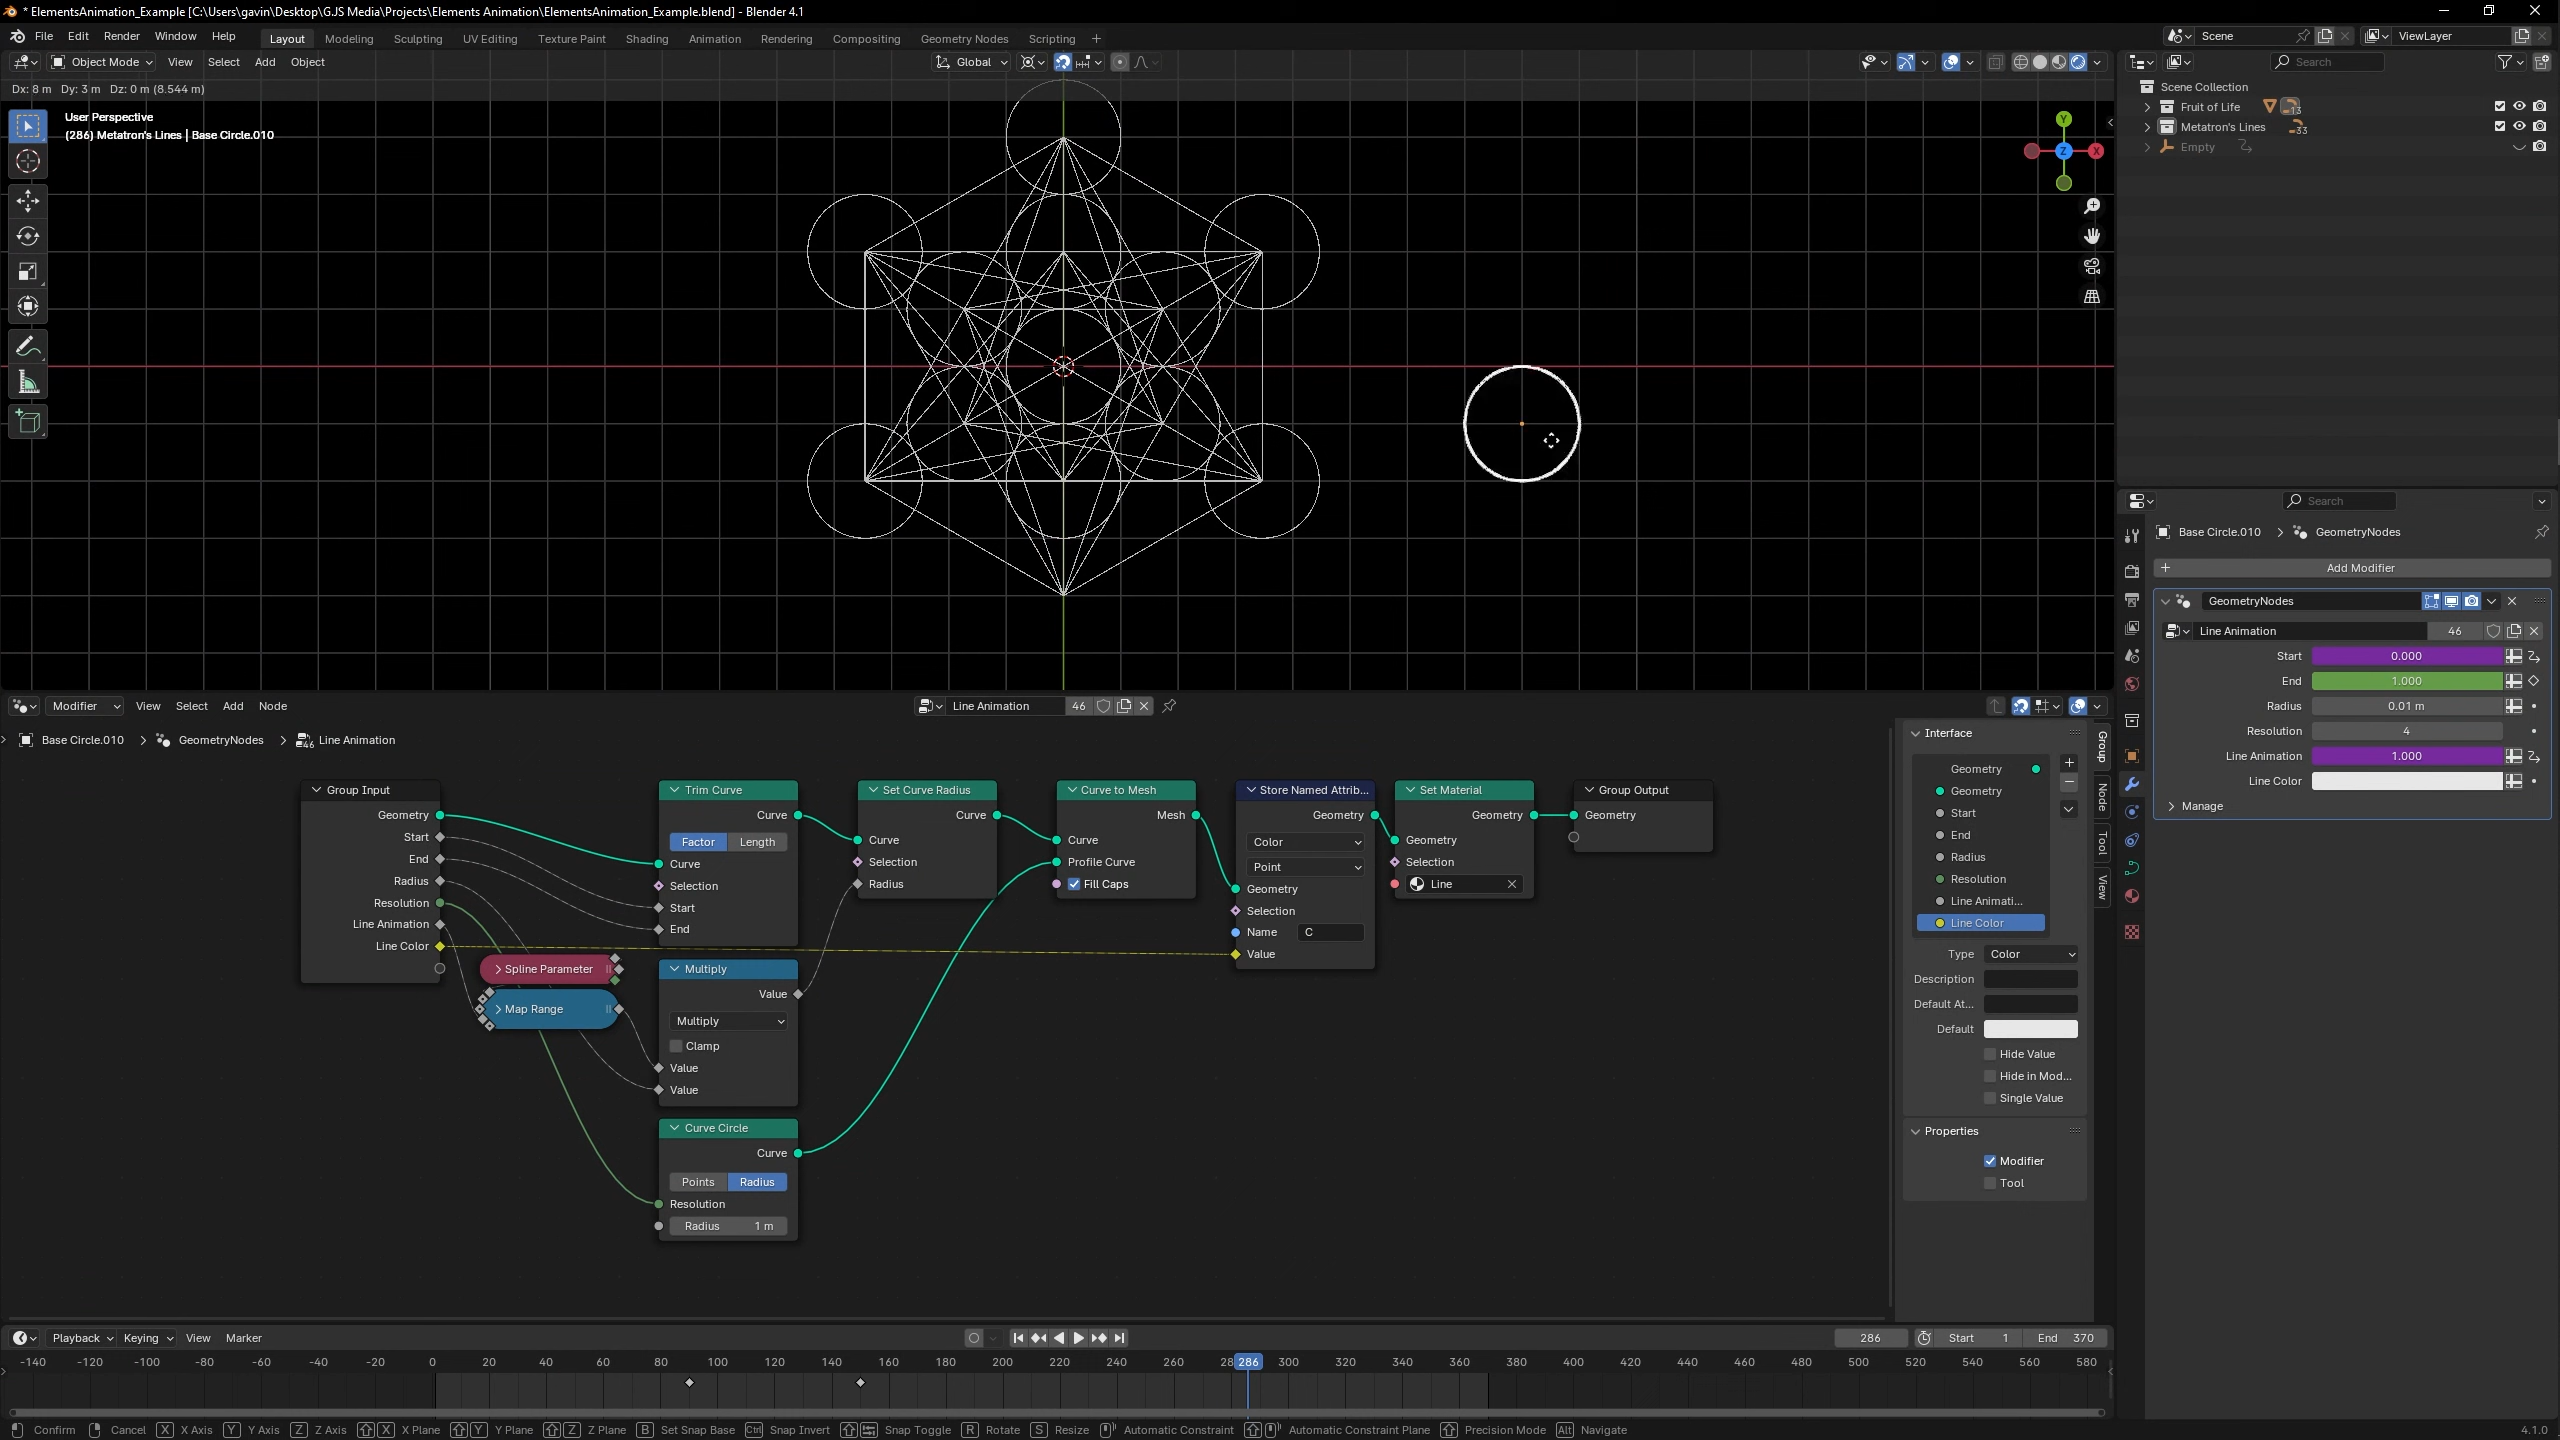 * ElementsAnimation_Example [C:\Users\gavin\Desktop\GJS Media\Projects\Elements Animation\ElementsAnimation_Example.blend] - Blender 4.1
File Edit Render Window Help Layout Modeling Sculpting UV Editing Texture Paint Shading Animation Rendering Compositing Geometry Nodes Scripting + Scene ViewLayer
Object Mode View Select Add Object Global Search
Dx: 8 m Dy: 3 m Dz: 0 m (8.544 m)
Scene Collection
User Perspective
(286) Metatron's Lines | Base Circle.010
Fruit of Life 13
Metatron's Lines 33
Empty
Y
Z X
Search
Base Circle.010 > GeometryNodes
+ Add Modifier
GeometryNodes
Line Animation 46
Start 0.000
End 1.000
Radius 0.01 m
Resolution 4
Line Animation 1.000
Line Color
Manage
Modifier View Select Add Node Line Animation 46
Base Circle.010 > GeometryNodes > 46 Line Animation
Group Input
Geometry
Start
End
Radius
Resolution
Line Animation
Line Color
Spline Parameter
Map Range
Trim Curve
Curve
Factor Length
Curve
Selection
Start
End
Multiply
Value
Multiply
Clamp
Value
Value
Curve Circle
Curve
Points Radius
Resolution
Radius 1 m
Set Curve Radius
Curve
Curve
Selection
Radius
Curve to Mesh
Mesh
Curve
Profile Curve
Fill Caps
Store Named Attrib...
Geometry
Color
Point
Geometry
Selection
Name C
Value
Set Material
Geometry
Geometry
Selection
Line
Group Output
Geometry
Interface
Geometry
Geometry
Start
End
Radius
Resolution
Line Animati...
Line Color
Type Color
Description
Default At...
Default
Hide Value
Hide in Mod...
Single Value
Properties
Modifier
Tool
Group
Node
Tool
View
Playback Keying View Marker 286 Start 1 End 370
-140 -120 -100 -80 -60 -40 -20 0 20 40 60 80 100 120 140 160 180 200 220 240 260 28 286 300 320 340 360 380 400 420 440 460 480 500 520 540 560 580
Confirm Cancel X X Axis Y Y Axis Z Z Axis X X Plane Y Y Plane Z Z Plane B Set Snap Base Ctrl Snap Invert Snap Toggle R Rotate S Resize Automatic Constraint Automatic Constraint Plane Precision Mode Alt Navigate 4.1.0